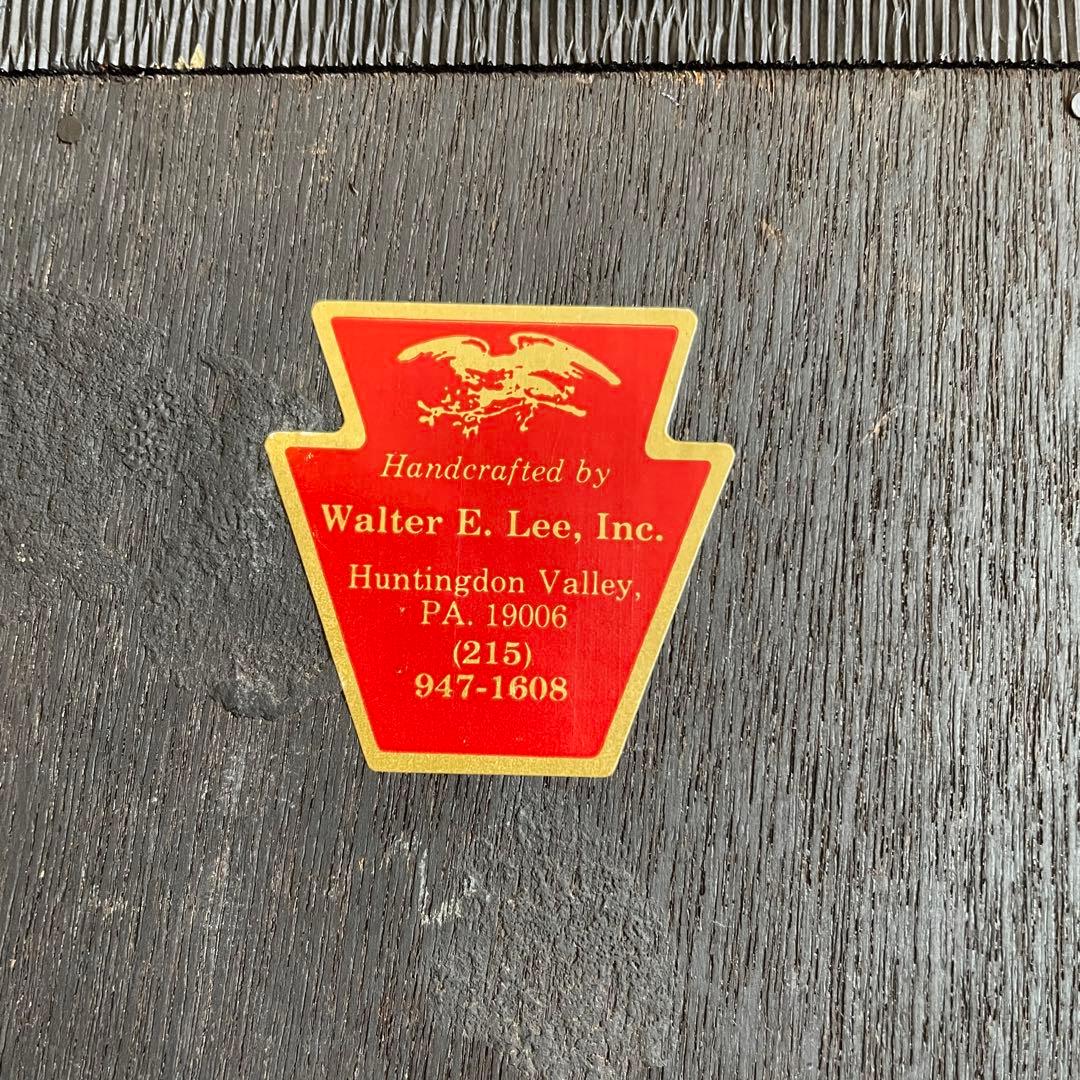 Handcrafted by
Walter E. Lee, Inc.
Huntingdon Valley,
PA. 19006
(215)
947-1608